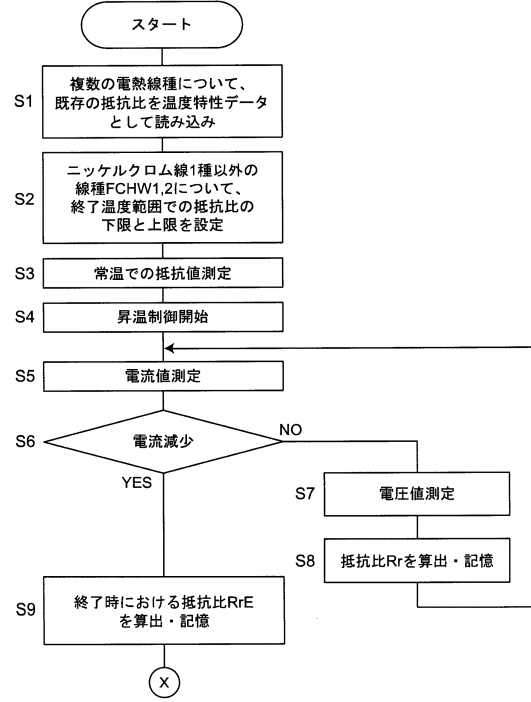 スタート
S1
複数の電熱線種について、
既存の抵抗比を温度特性データ
として読み込み
S2
ニッケルクロム線1種以外の
線種FCHW1,2について、
終了温度範囲での抵抗比の
下限と上限を設定
S3
常温での抵抗値測定
S4
昇温制御開始
S5
電流値測定
S6
電流減少
NO
YES
S7
電圧値測定
S8
抵抗比Rrを算出・記憶
S9
終了時における抵抗比RrE
を算出・記憶
X